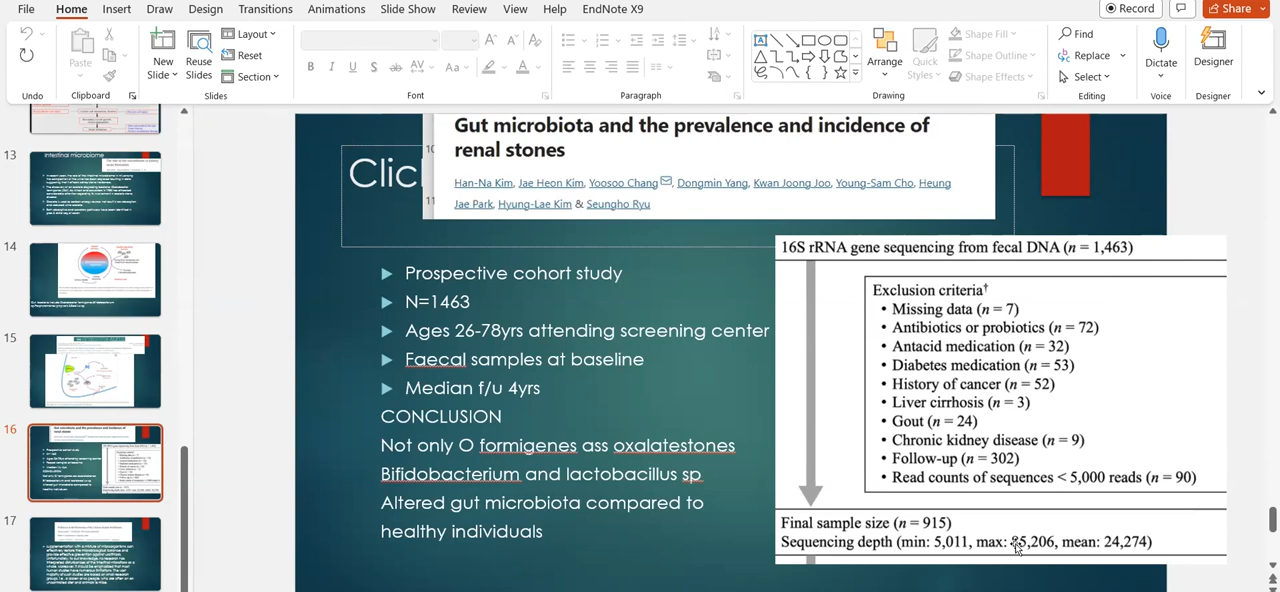 File Home Insert Draw Design Transitions Animations Slide Show Review View Help EndNote X9 Record Share
Paste
New Slide
Reuse Slides
Layout
Reset
Section
Arrange
Quick Styles
Shape Fill
Shape Outline
Shape Effects
Find
Replace
Select
Dictate
Designer
Undo Clipboard Slides Font Paragraph Drawing Editing Voice Designer
13
intestinal microbiome
14
15
16
17
Clic
10
11
Gut microbiota and the prevalence and incidence of
renal stones
Han-Na Kim, Jae-Heon Kim, Yoosoo Chang, Dongmin Yang, Kwan Joong Joo, Young-Sam Cho, Heung
Jae Park, Hyung-Lae Kim & Seungho Ryu
Prospective cohort study
N=1463
Ages 26-78yrs attending screening center
Faecal samples at baseline
Median f/u 4yrs
CONCLUSION
Not only O formigenes ass oxalatestones
Bifidobacterium and lactobacillus sp
Altered gut microbiota compared to
healthy individuals
16S rRNA gene sequencing from fecal DNA (n = 1,463)
Exclusion criteria†
• Missing data (n = 7)
• Antibiotics or probiotics (n = 72)
• Antacid medication (n = 32)
• Diabetes medication (n = 53)
• History of cancer (n = 52)
• Liver cirrhosis (n = 3)
• Gout (n = 24)
• Chronic kidney disease (n = 9)
• Follow-up (n = 302)
• Read counts of sequences < 5,000 reads (n = 90)
Final sample size (n = 915)
Sequencing depth (min: 5,011, max: 5,206, mean: 24,274)